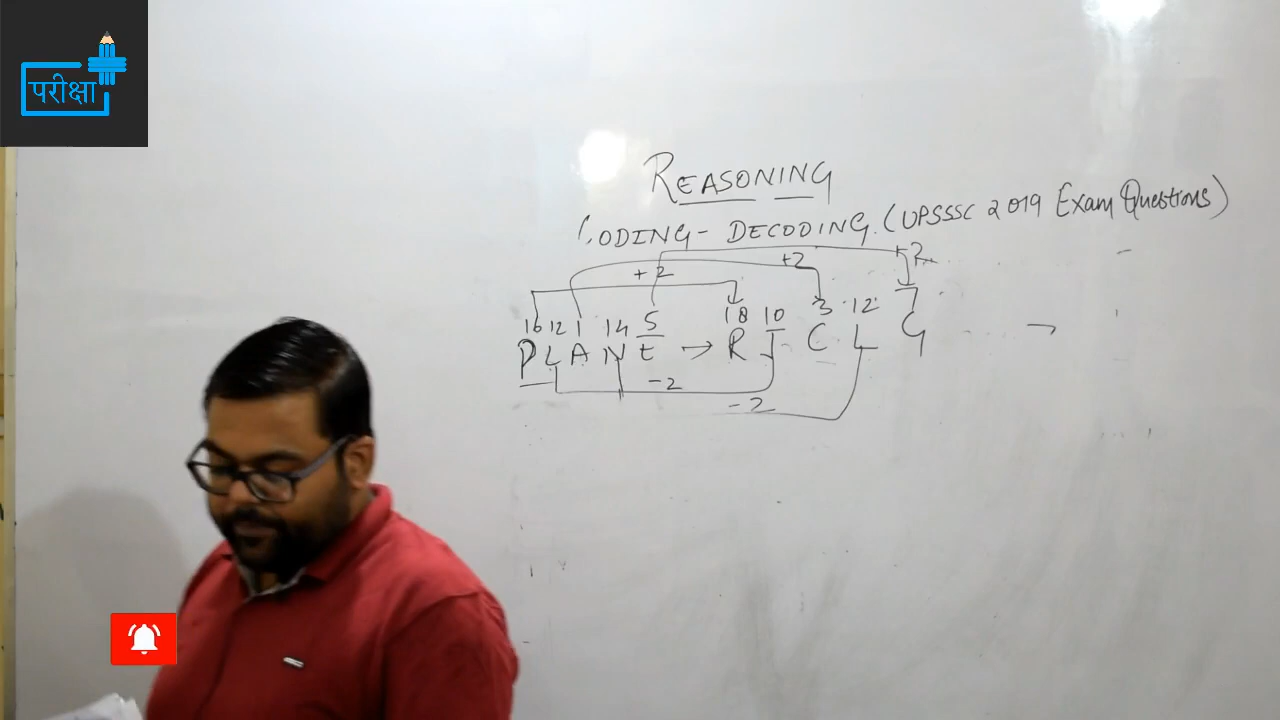 परीक्षा
REASONING
CODING - DECODING. (UPSSSC 2019 Exam Questions)
+2 +2 +2
16 12 1 14 5 18 10 3 12 7
P L A N E → R J C L G →
-2
-2